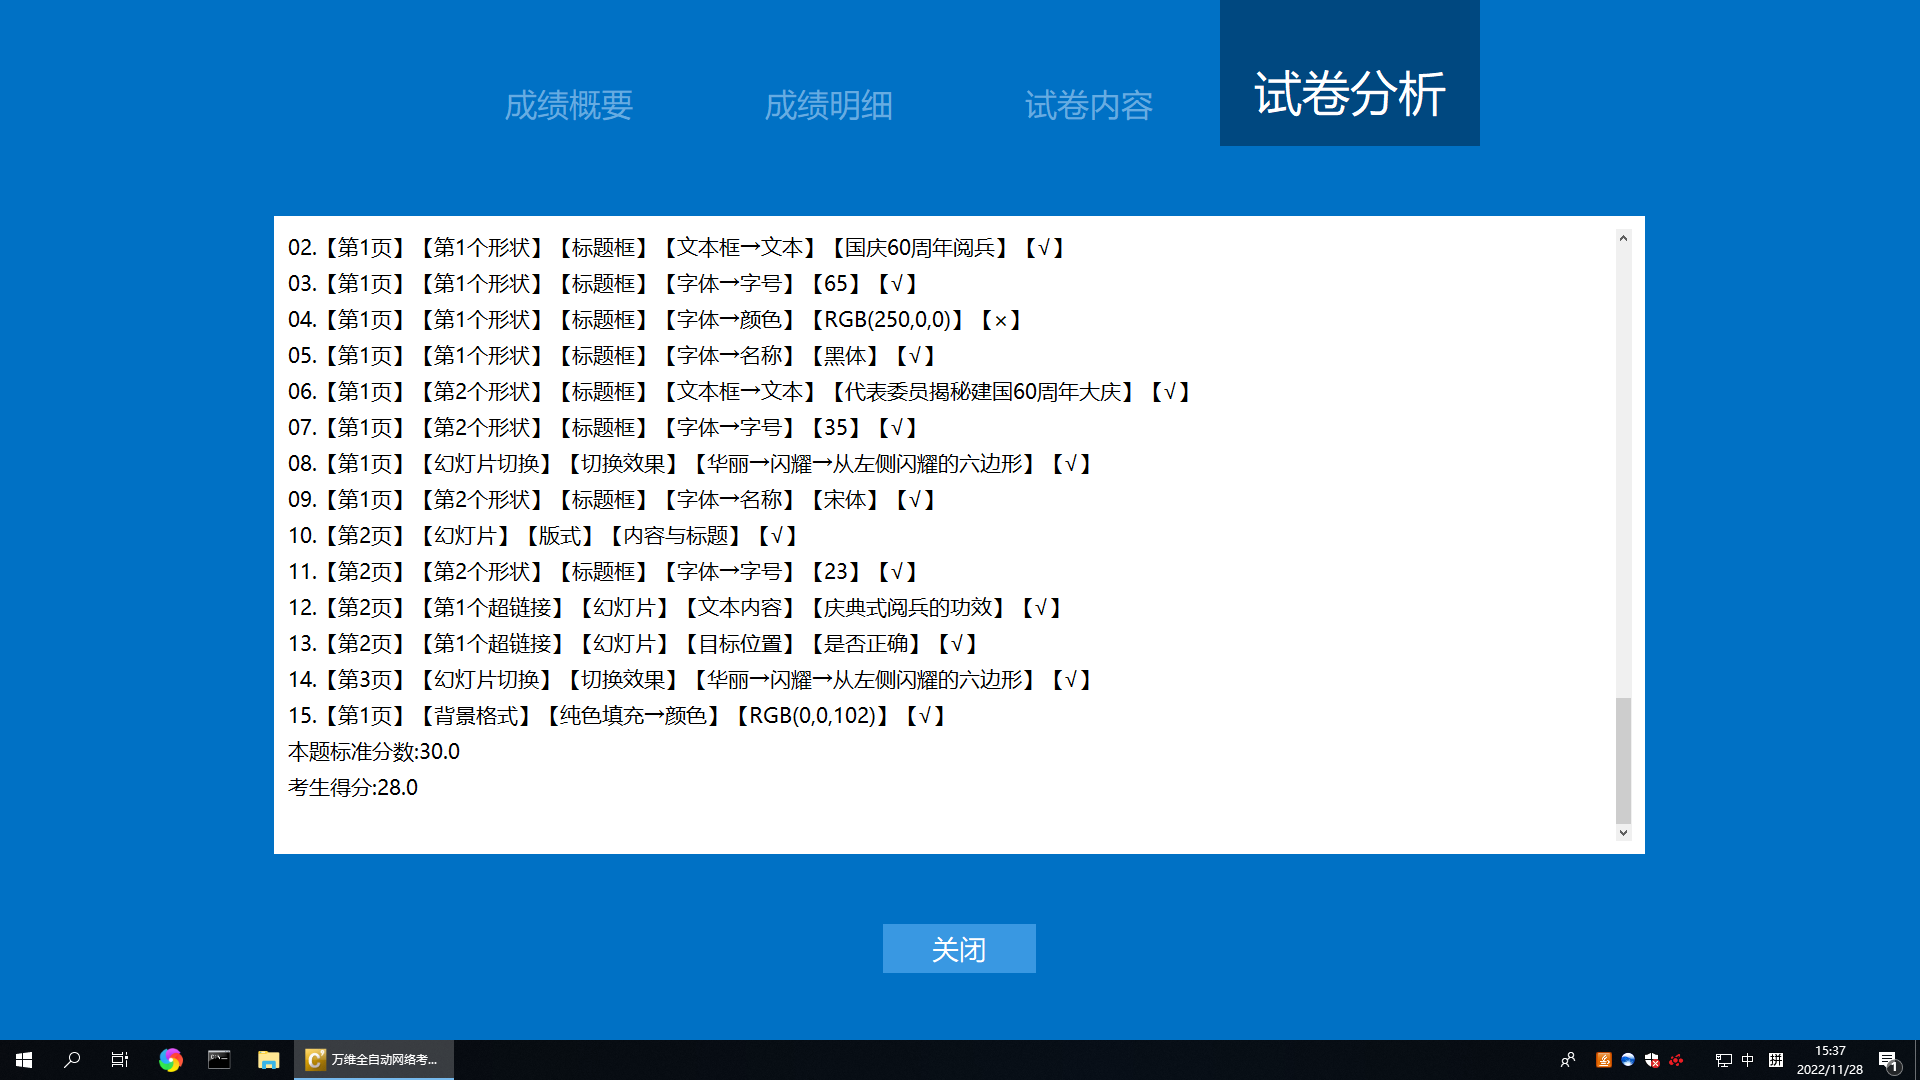 成绩概要 成绩明细 试卷内容 试卷分析
02.【第1页】【第1个形状】【标题框】【文本框→文本】【国庆60周年阅兵】【√】
03.【第1页】【第1个形状】【标题框】【字体→字号】【65】【√】
04.【第1页】【第1个形状】【标题框】【字体→颜色】【RGB(250,0,0)】【×】
05.【第1页】【第1个形状】【标题框】【字体→名称】【黑体】【√】
06.【第1页】【第2个形状】【标题框】【文本框→文本】【代表委员揭秘建国60周年大庆】【√】
07.【第1页】【第2个形状】【标题框】【字体→字号】【35】【√】
08.【第1页】【幻灯片切换】【切换效果】【华丽→闪耀→从左侧闪耀的六边形】【√】
09.【第1页】【第2个形状】【标题框】【字体→名称】【宋体】【√】
10.【第2页】【幻灯片】【版式】【内容与标题】【√】
11.【第2页】【第2个形状】【标题框】【字体→字号】【23】【√】
12.【第2页】【第1个超链接】【幻灯片】【文本内容】【庆典式阅兵的功效】【√】
13.【第2页】【第1个超链接】【幻灯片】【目标位置】【是否正确】【√】
14.【第3页】【幻灯片切换】【切换效果】【华丽→闪耀→从左侧闪耀的六边形】【√】
15.【第1页】【背景格式】【纯色填充→颜色】【RGB(0,0,102)】【√】
本题标准分数:30.0
考生得分:28.0
关闭
万维全自动网络考...
中 拼
15:37
2022/11/28
1